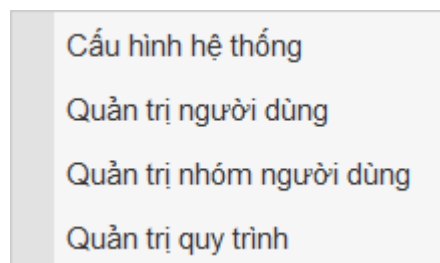 Cấu hình hệ thống
Quản trị người dùng
Quản trị nhóm người dùng
Quản trị quy trình